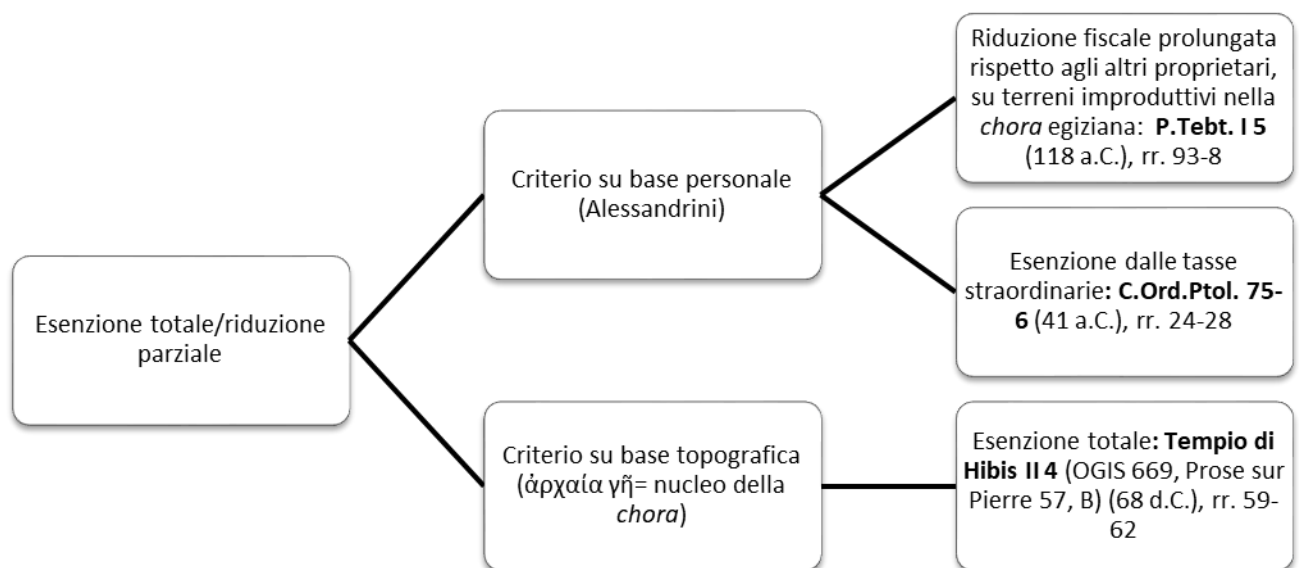 Esenzione totale/riduzione
parziale
Criterio su base personale
(Alessandrini)
Riduzione fiscale prolungata
rispetto agli altri proprietari,
su terreni improduttivi nella
chora egiziana: P.Tebt. I 5
(118 a.C.), rr. 93-8
Esenzione dalle tasse
straordinarie: C.Ord.Ptol. 75-
6 (41 a.C.), rr. 24-28
Criterio su base topografica
(ἀρχαία γῆ= nucleo della
chora)
Esenzione totale: Tempio di
Hibis II 4 (OGIS 669, Prose sur
Pierre 57, B) (68 d.C.), rr. 59-
62